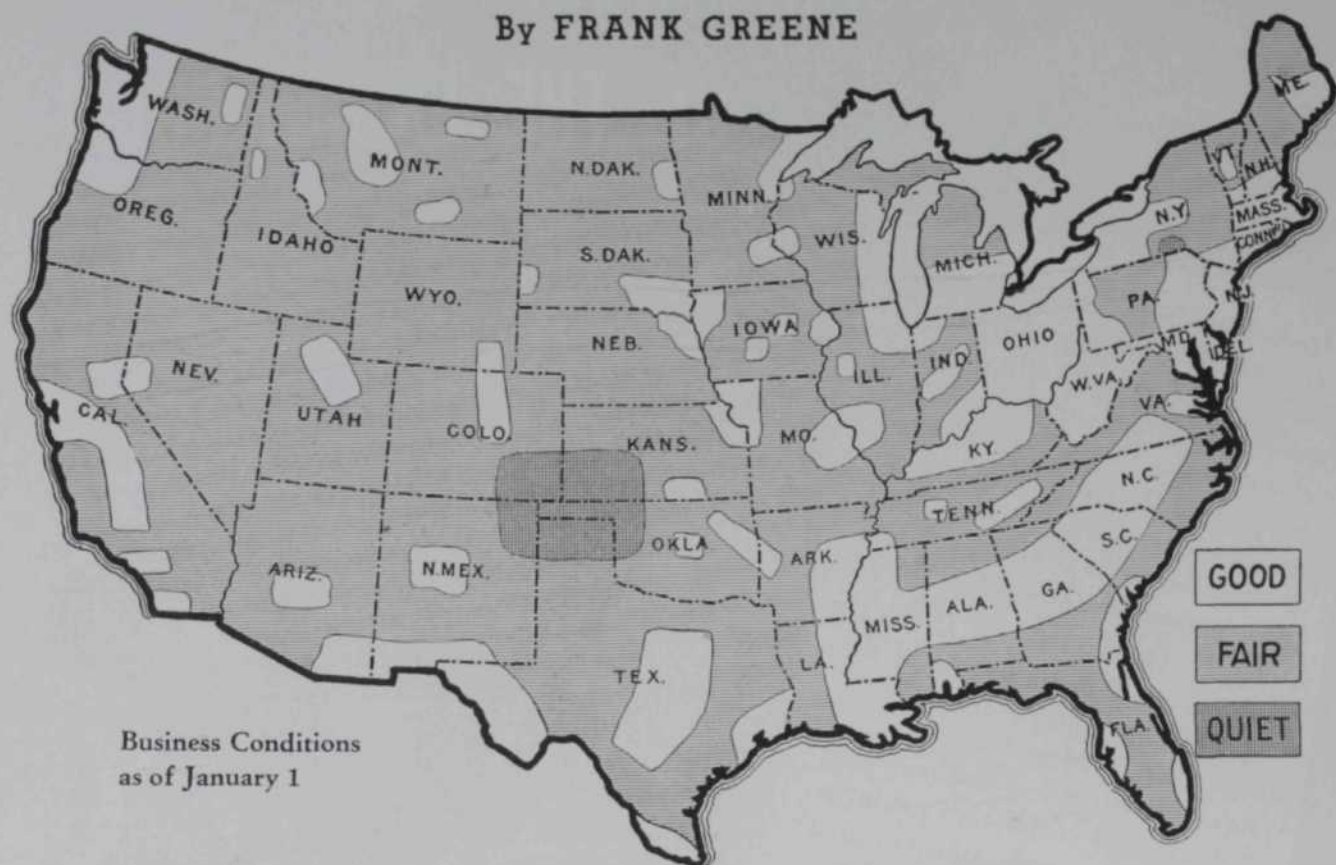 By FRANK GREENE
WASH.
MONT.
N.DAK.
MINN.
ME.
VT.
N.H.
OREG.
IDAHO
S.DAK.
WIS.
MICH.
N.Y.
MASS.
CONN.
WYO.
NEB.
IOWA
PA.
N.J.
NEV.
UTAH
COLO.
ILL.
IND
OHIO
MD.
DEL
CAL.
KANS.
MO.
KY.
W.VA.
VA.
ARIZ.
N.MEX.
OKLA
ARK.
TENN.
N.C.
S.C.
TEX.
LA.
MISS.
ALA.
GA.
FLA.
GOOD
FAIR
QUIET
Business Conditions
as of January 1